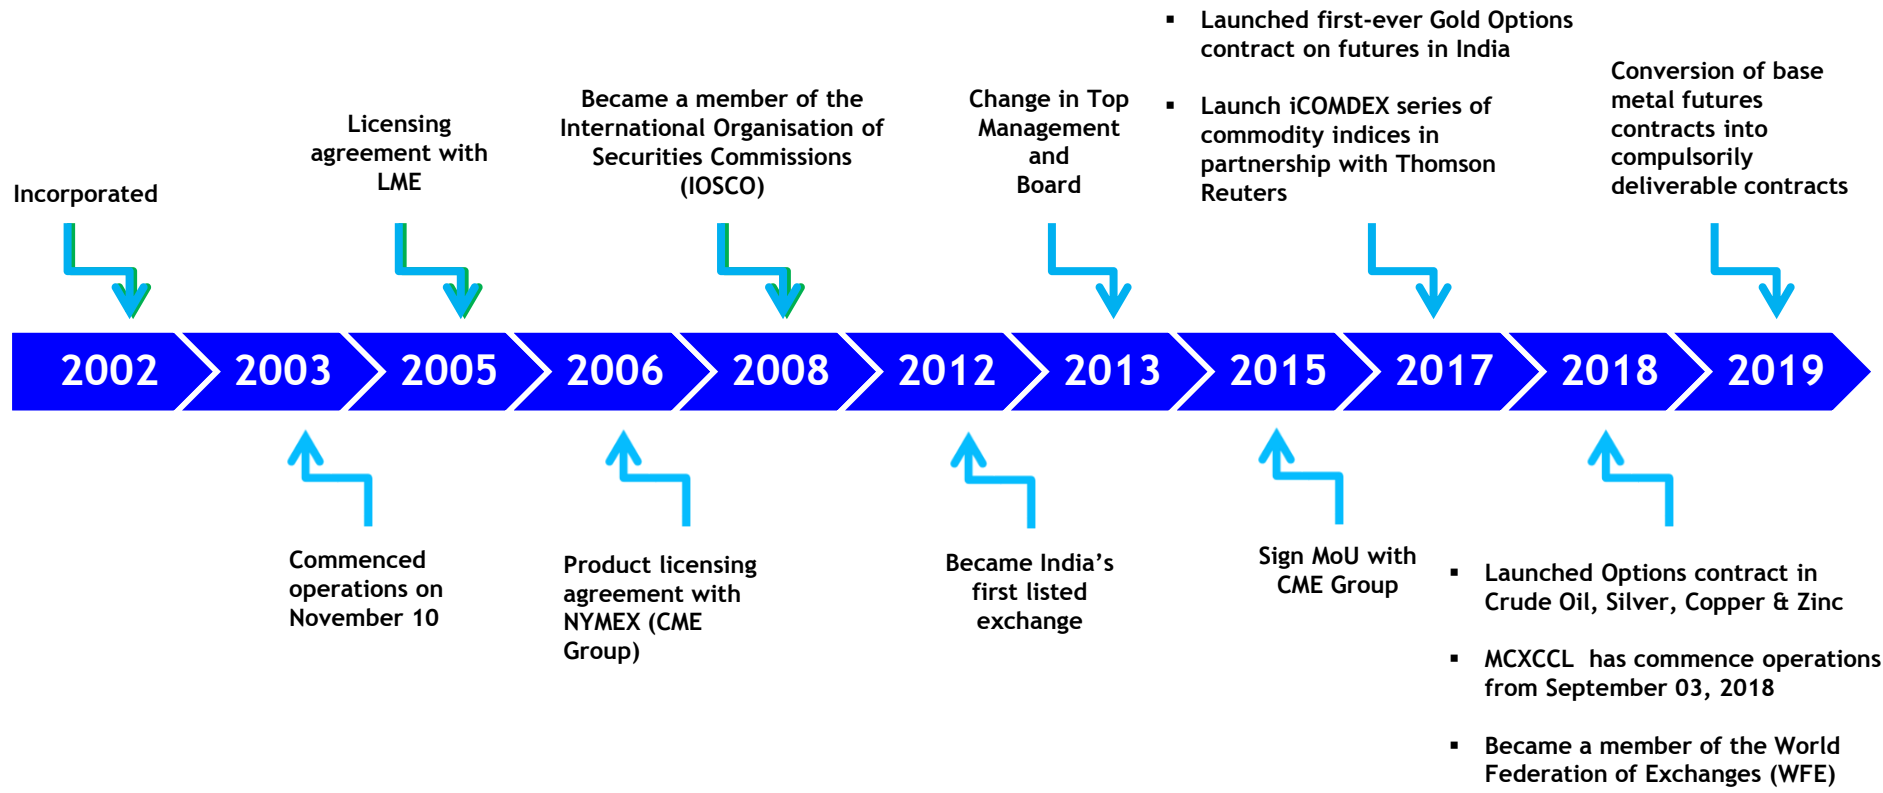 ▪ Launched first-ever Gold Options
contract on futures in India
▪ Launch iCOMDEX series of
commodity indices in
partnership with Thomson
Reuters
Conversion of base
metal futures
contracts into
compulsorily
deliverable contracts
Change in Top
Management
and
Board
Became a member of the
International Organisation of
Securities Commissions
(IOSCO)
Licensing
agreement with
LME
Incorporated
2002
2003
2005
2006
2008
2012
2013
2015
2017
2018
2019
Commenced
operations on
November 10
Product licensing
agreement with
NYMEX (CME
Group)
Became India’s
first listed
exchange
Sign MoU with
CME Group
▪ Launched Options contract in
Crude Oil, Silver, Copper & Zinc
▪ MCXCCL has commence operations
from September 03, 2018
▪ Became a member of the World
Federation of Exchanges (WFE)